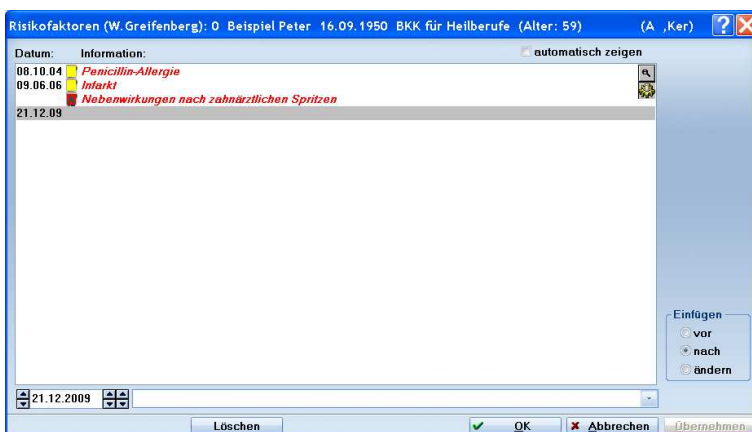 Risikofaktoren (W.Greifenberg): 0 Beispiel Peter 16.09.1950 BKK für Heilberufe (Alter: 59) (A ,Ker) ?
Datum: Information: automatisch zeigen
08.10.04 Penicillin-Allergie
09.06.06 Infarkt
Nebenwirkungen nach zahnärztlichen Spritzen
21.12.09
Einfügen
vor
nach
ändern
21.12.2009
Löschen OK Abbrechen Übernehmen